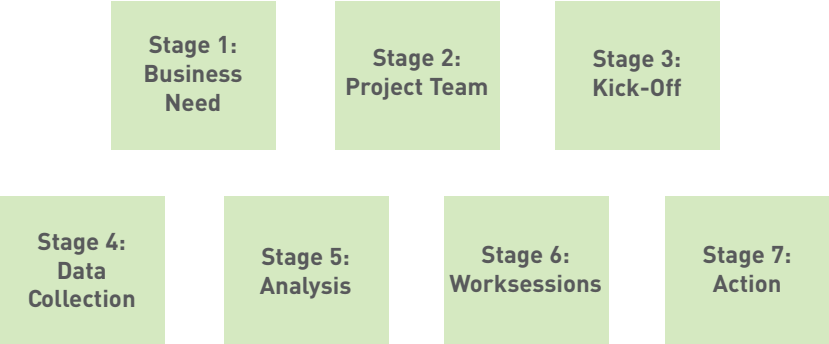 Stage 1:
Business
Need
Stage 2:
Project Team
Stage 3:
Kick-Off
Stage 4:
Data
Collection
Stage 5:
Analysis
Stage 6:
Worksessions
Stage 7:
Action